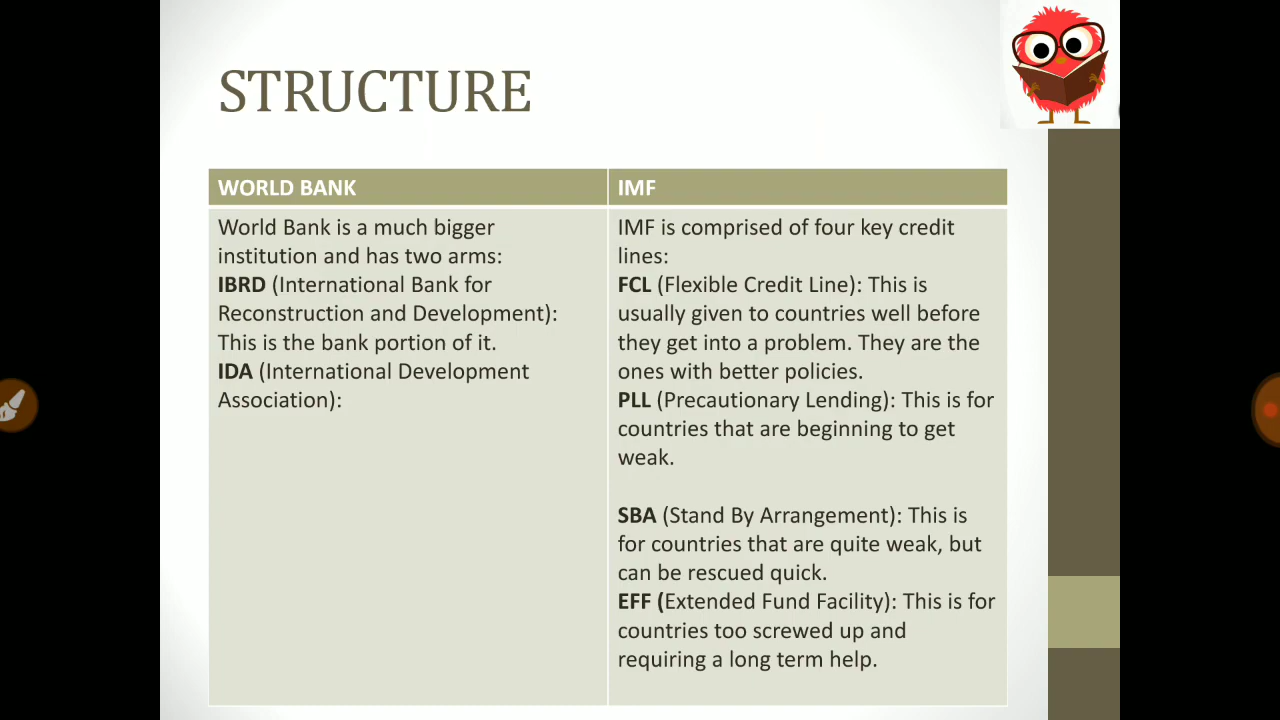 STRUCTURE
WORLD BANK
World Bank is a much bigger
institution and has two arms:
IBRD (International Bank for
Reconstruction and Development):
This is the bank portion of it.
IDA (International Development
Association):
IMF
IMF is comprised of four key credit
lines:
FCL (Flexible Credit Line): This is
usually given to countries well before
they get into a problem. They are the
ones with better policies.
PLL (Precautionary Lending): This is for
countries that are beginning to get
weak.
SBA (Stand By Arrangement): This is
for countries that are quite weak, but
can be rescued quick.
EFF (Extended Fund Facility): This is for
countries too screwed up and
requiring a long term help.